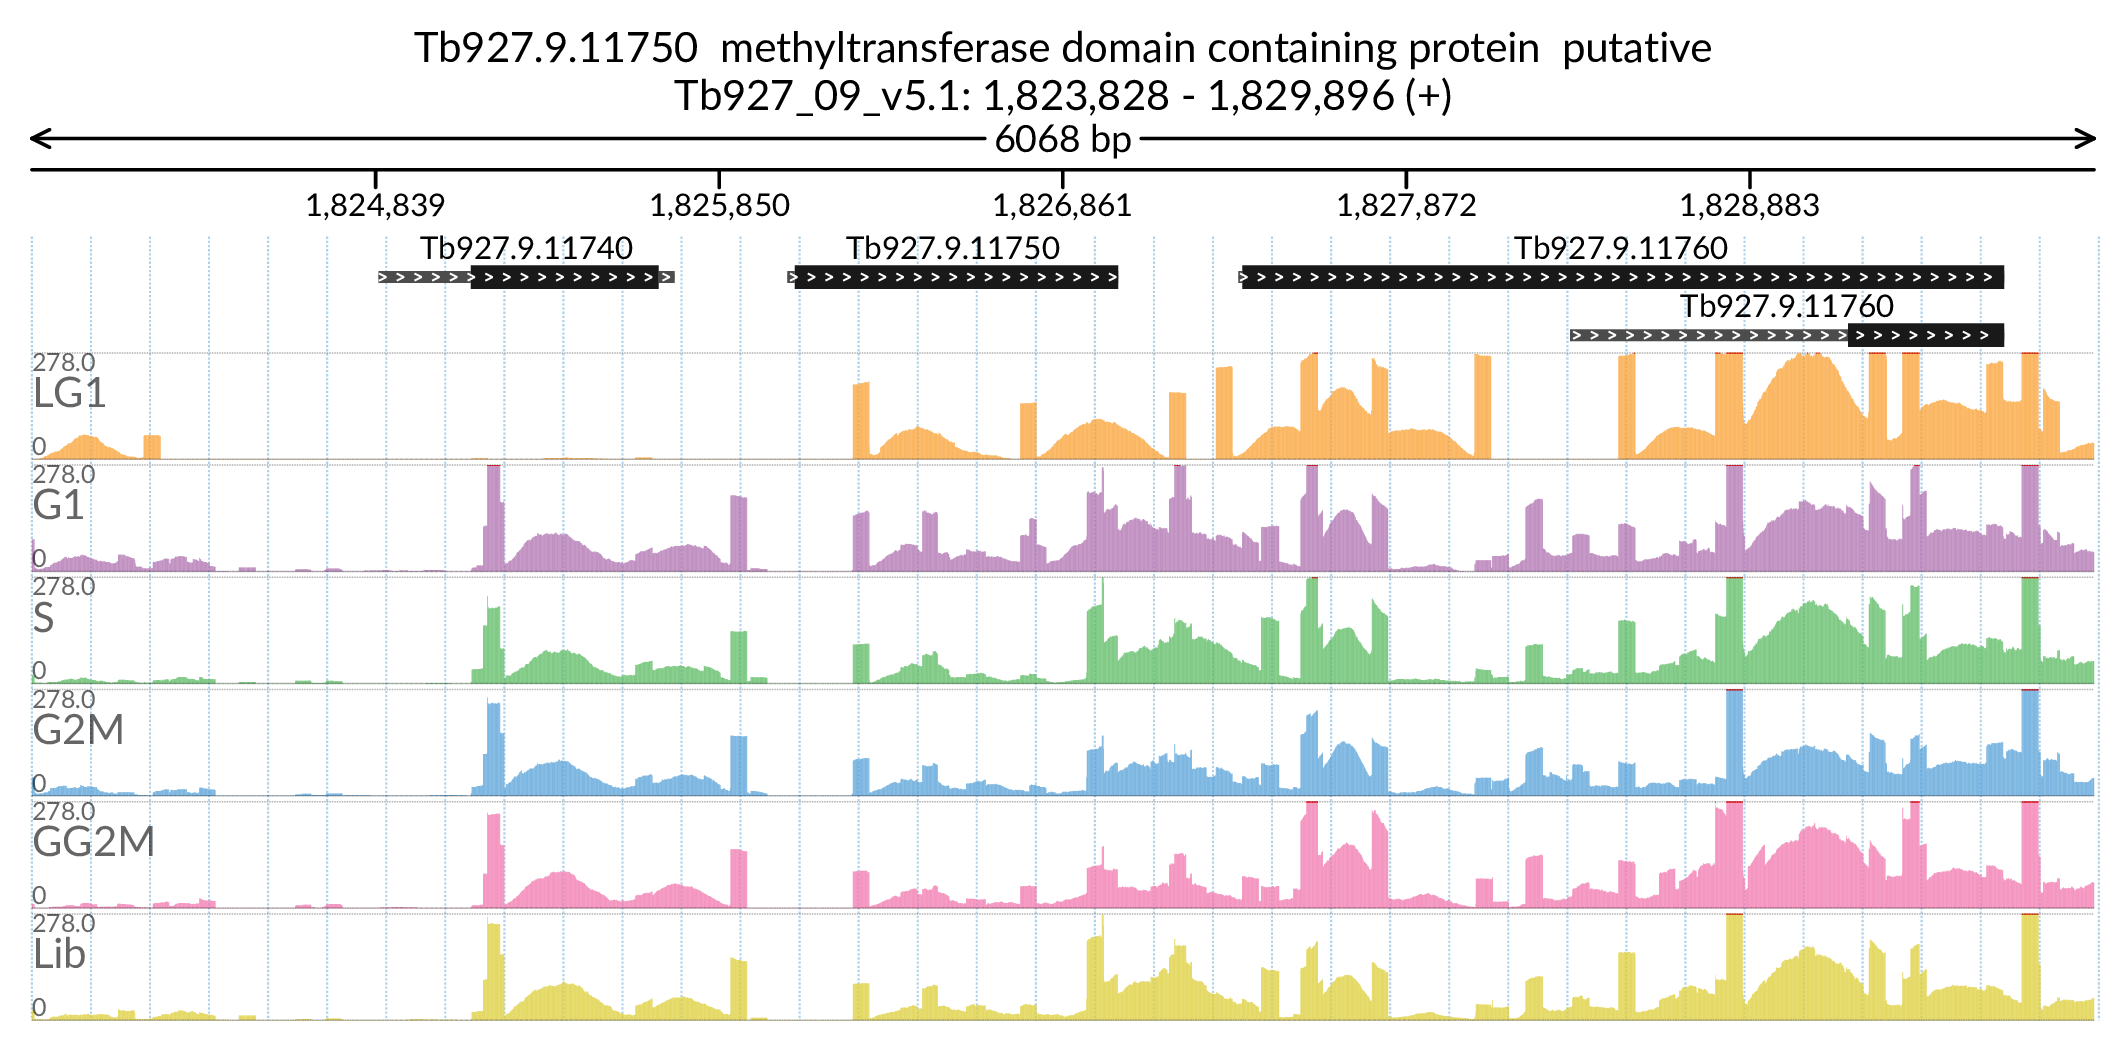 Tb927.9.11750 methyltransferase domain containing protein putative
Tb927_09_v5.1: 1,823,828 - 1,829,896 (+)
6068 bp
1,824,839 1,825,850 1,826,861 1,827,872 1,828,883
Tb927.9.11740 Tb927.9.11750 Tb927.9.11760
Tb927.9.11760
278.0
LG1
0
278.0
G1
0
278.0
S
0
278.0
G2M
0
278.0
GG2M
0
278.0
Lib
0